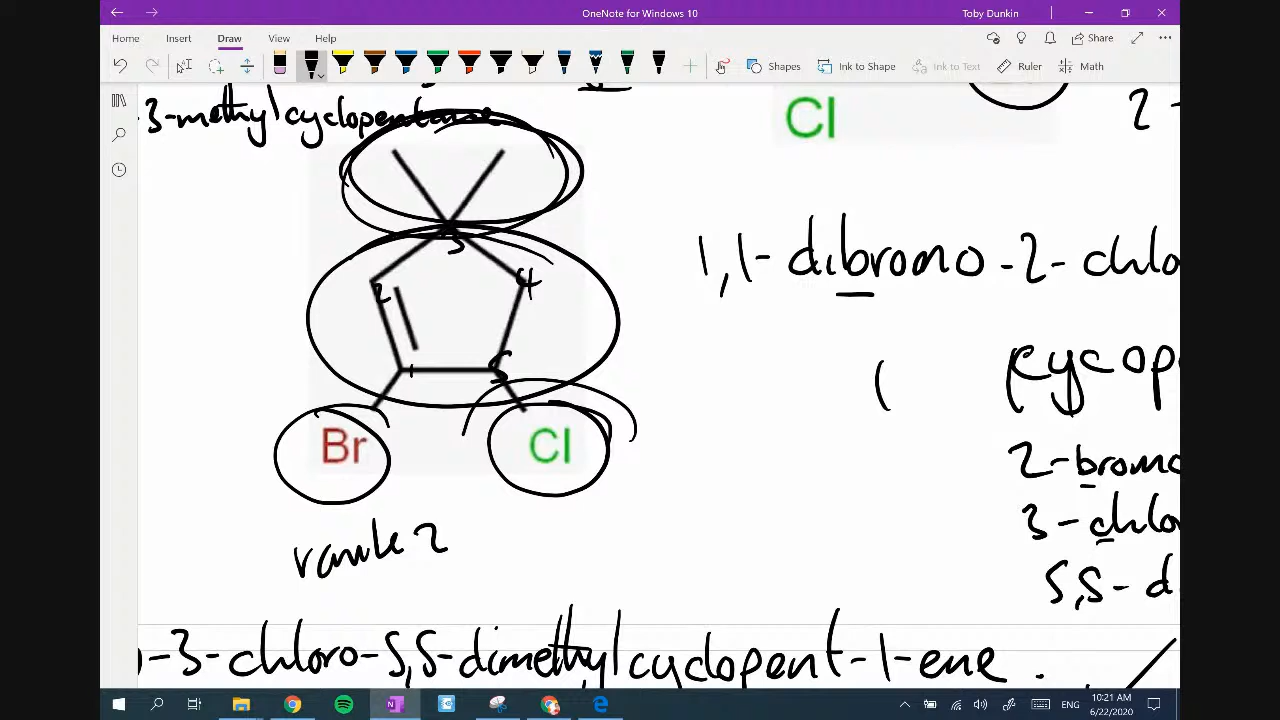 OneNote for Windows 10
Toby Dunkin
Home Insert Draw View Help
Share
Shapes Ink to Shape Ink to Text Ruler Math
-3-methylcyclopentane
Cl
2-
1,1-dibromo-2-chlo
(cyclop
(
2-bromo
3-chlor
5,5-d
3
2
4
1
5
Br
Cl
rank 2
)-3-chloro-5,5-dimethylcyclopent-1-ene.
ENG
10:21 AM
6/22/2020